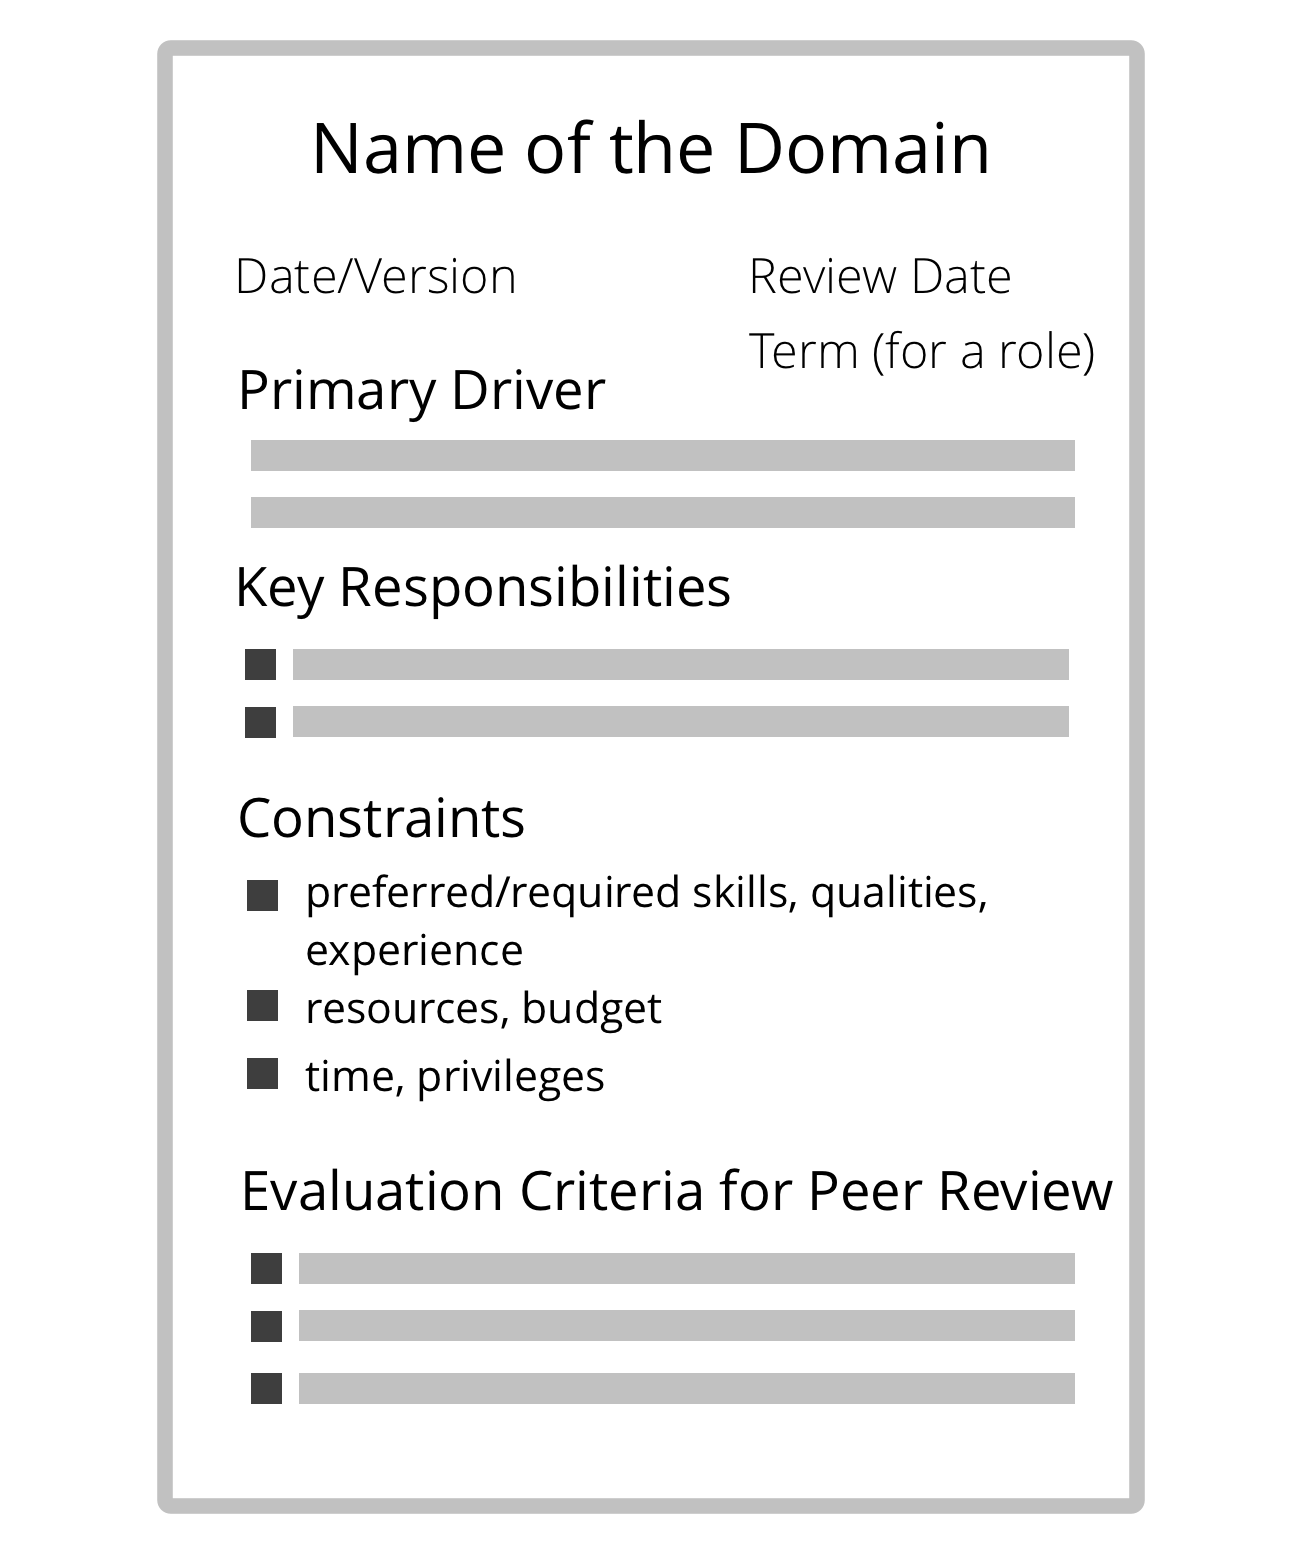 Name of the Domain
Date/Version
Review Date
Term (for a role)
Primary Driver
Key Responsibilities
Constraints
preferred/required skills, qualities,
experience
resources, budget
time, privileges
Evaluation Criteria for Peer Review